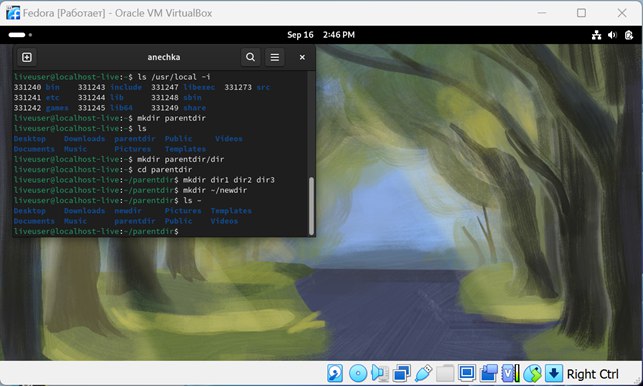 Fedora [Работает] - Oracle VM VirtualBox
Sep 16 2:46 PM
anechka
liveuser@localhost-live:~$ ls /usr/local -i
331240 bin 331243 include 331247 libexec 331273 src
331241 etc 331244 lib 331248 sbin
331242 games 331245 lib64 331249 share
liveuser@localhost-live:~$ mkdir parentdir
liveuser@localhost-live:~$ ls
Desktop Downloads parentdir Public Videos
Documents Music Pictures Templates
liveuser@localhost-live:~$ mkdir parentdir/dir
liveuser@localhost-live:~$ cd parentdir
liveuser@localhost-live:~/parentdir$ mkdir dir1 dir2 dir3
liveuser@localhost-live:~/parentdir$ mkdir ~/newdir
liveuser@localhost-live:~/parentdir$ ls ~
Desktop Downloads newdir Pictures Templates
Documents Music parentdir Public Videos
liveuser@localhost-live:~/parentdir$
Right Ctrl